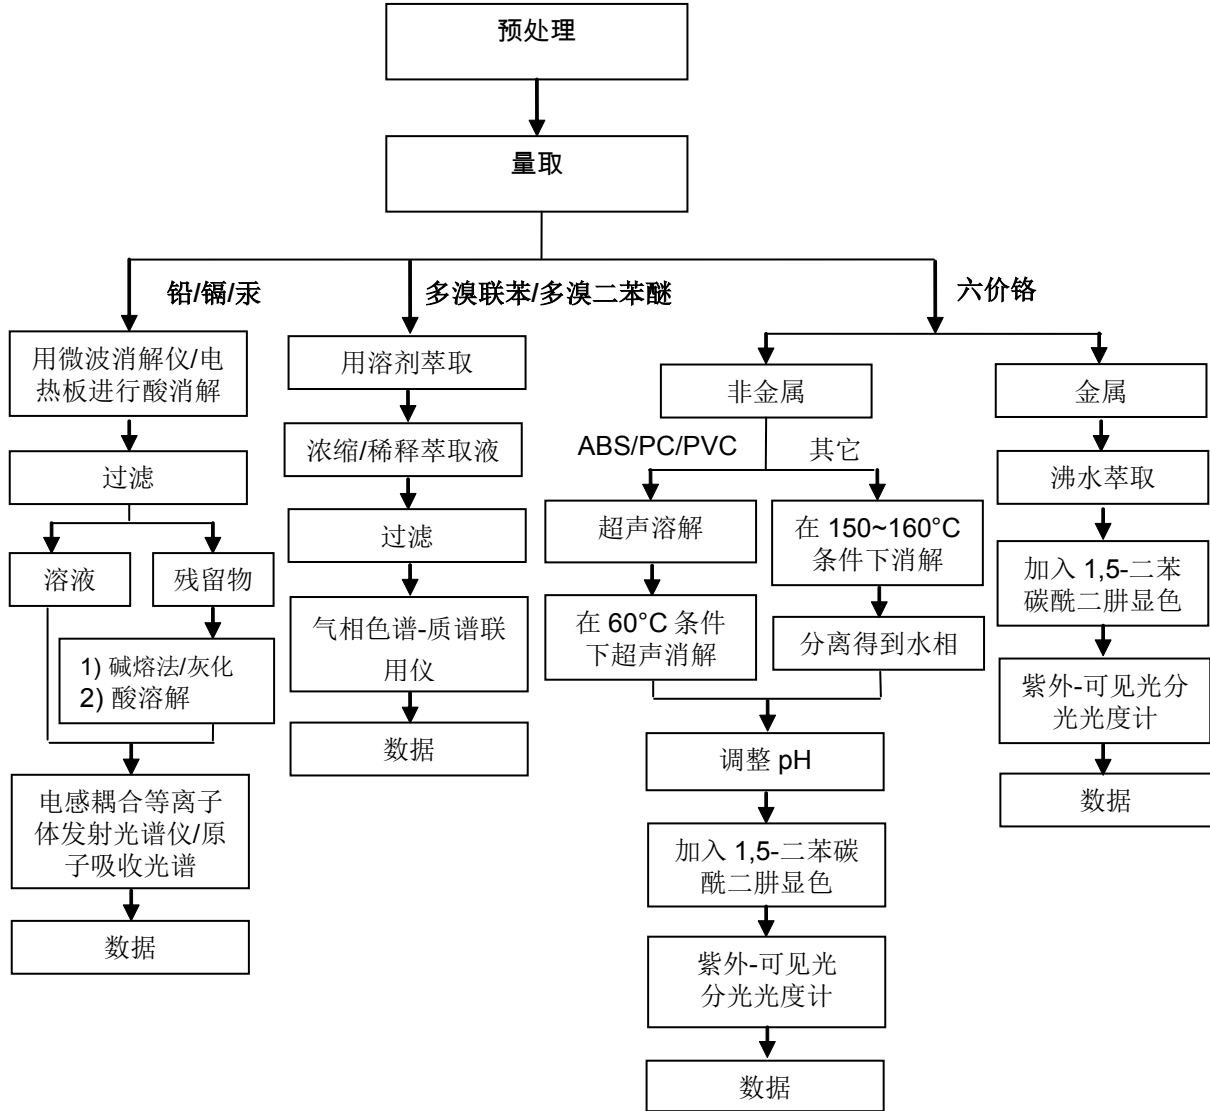 预处理
量取
铅/镉/汞
多溴联苯/多溴二苯醚
六价铬
用微波消解仪/电
热板进行酸消解
过滤
溶液
残留物
1) 碱熔法/灰化
2) 酸溶解
电感耦合等离子
体发射光谱仪/原
子吸收光谱
数据
用溶剂萃取
浓缩/稀释萃取液
过滤
气相色谱-质谱联
用仪
数据
非金属
ABS/PC/PVC
其它
超声溶解
在 60°C 条件
下超声消解
在 150~160°C
条件下消解
分离得到水相
调整 pH
加入 1,5-二苯碳
酰二肼显色
紫外-可见光
分光光度计
数据
金属
沸水萃取
加入 1,5-二苯
碳酰二肼显色
紫外-可见光分
光光度计
数据